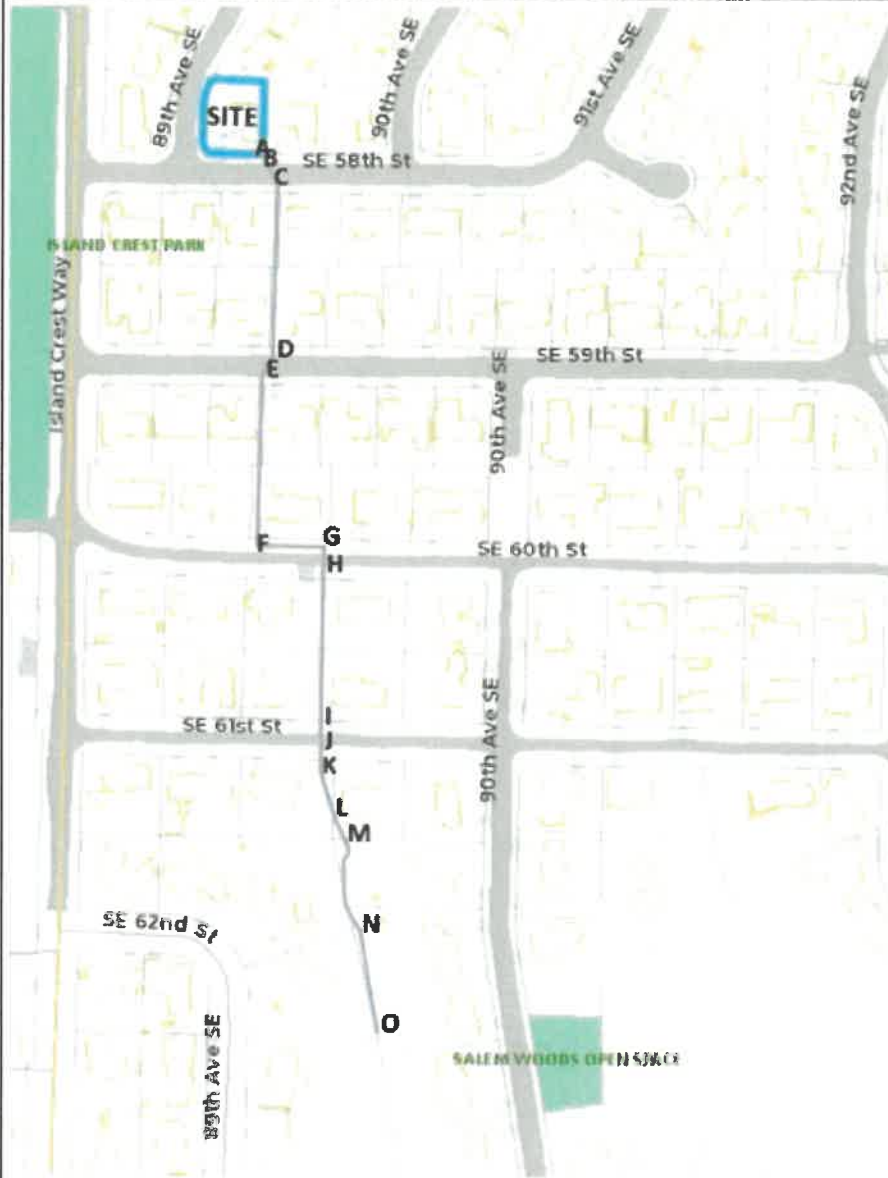 89th Ave SE
90th Ave SE
91st Ave SE
92nd Ave SE
SITE
A
B
C
SE 58th St
ISLAND CREST PARK
Island Crest Way
D
E
SE 59th St
90th Ave SE
F
G
H
SE 60th St
I
J
K
SE 61st St
90th Ave SE
L
M
N
SE 62nd St
O
89th Ave SE
SALEM WOODS OPEN SPACE